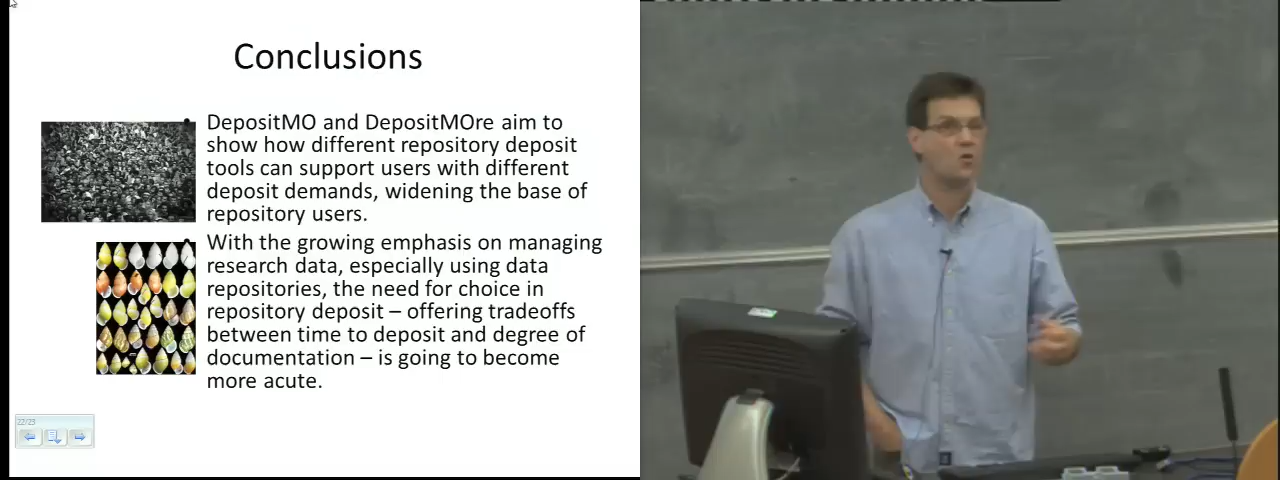 Conclusions
• DepositMO and DepositMOre aim to
show how different repository deposit
tools can support users with different
deposit demands, widening the base of
repository users.
• With the growing emphasis on managing
research data, especially using data
repositories, the need for choice in
repository deposit – offering tradeoffs
between time to deposit and degree of
documentation – is going to become
more acute.
22/23